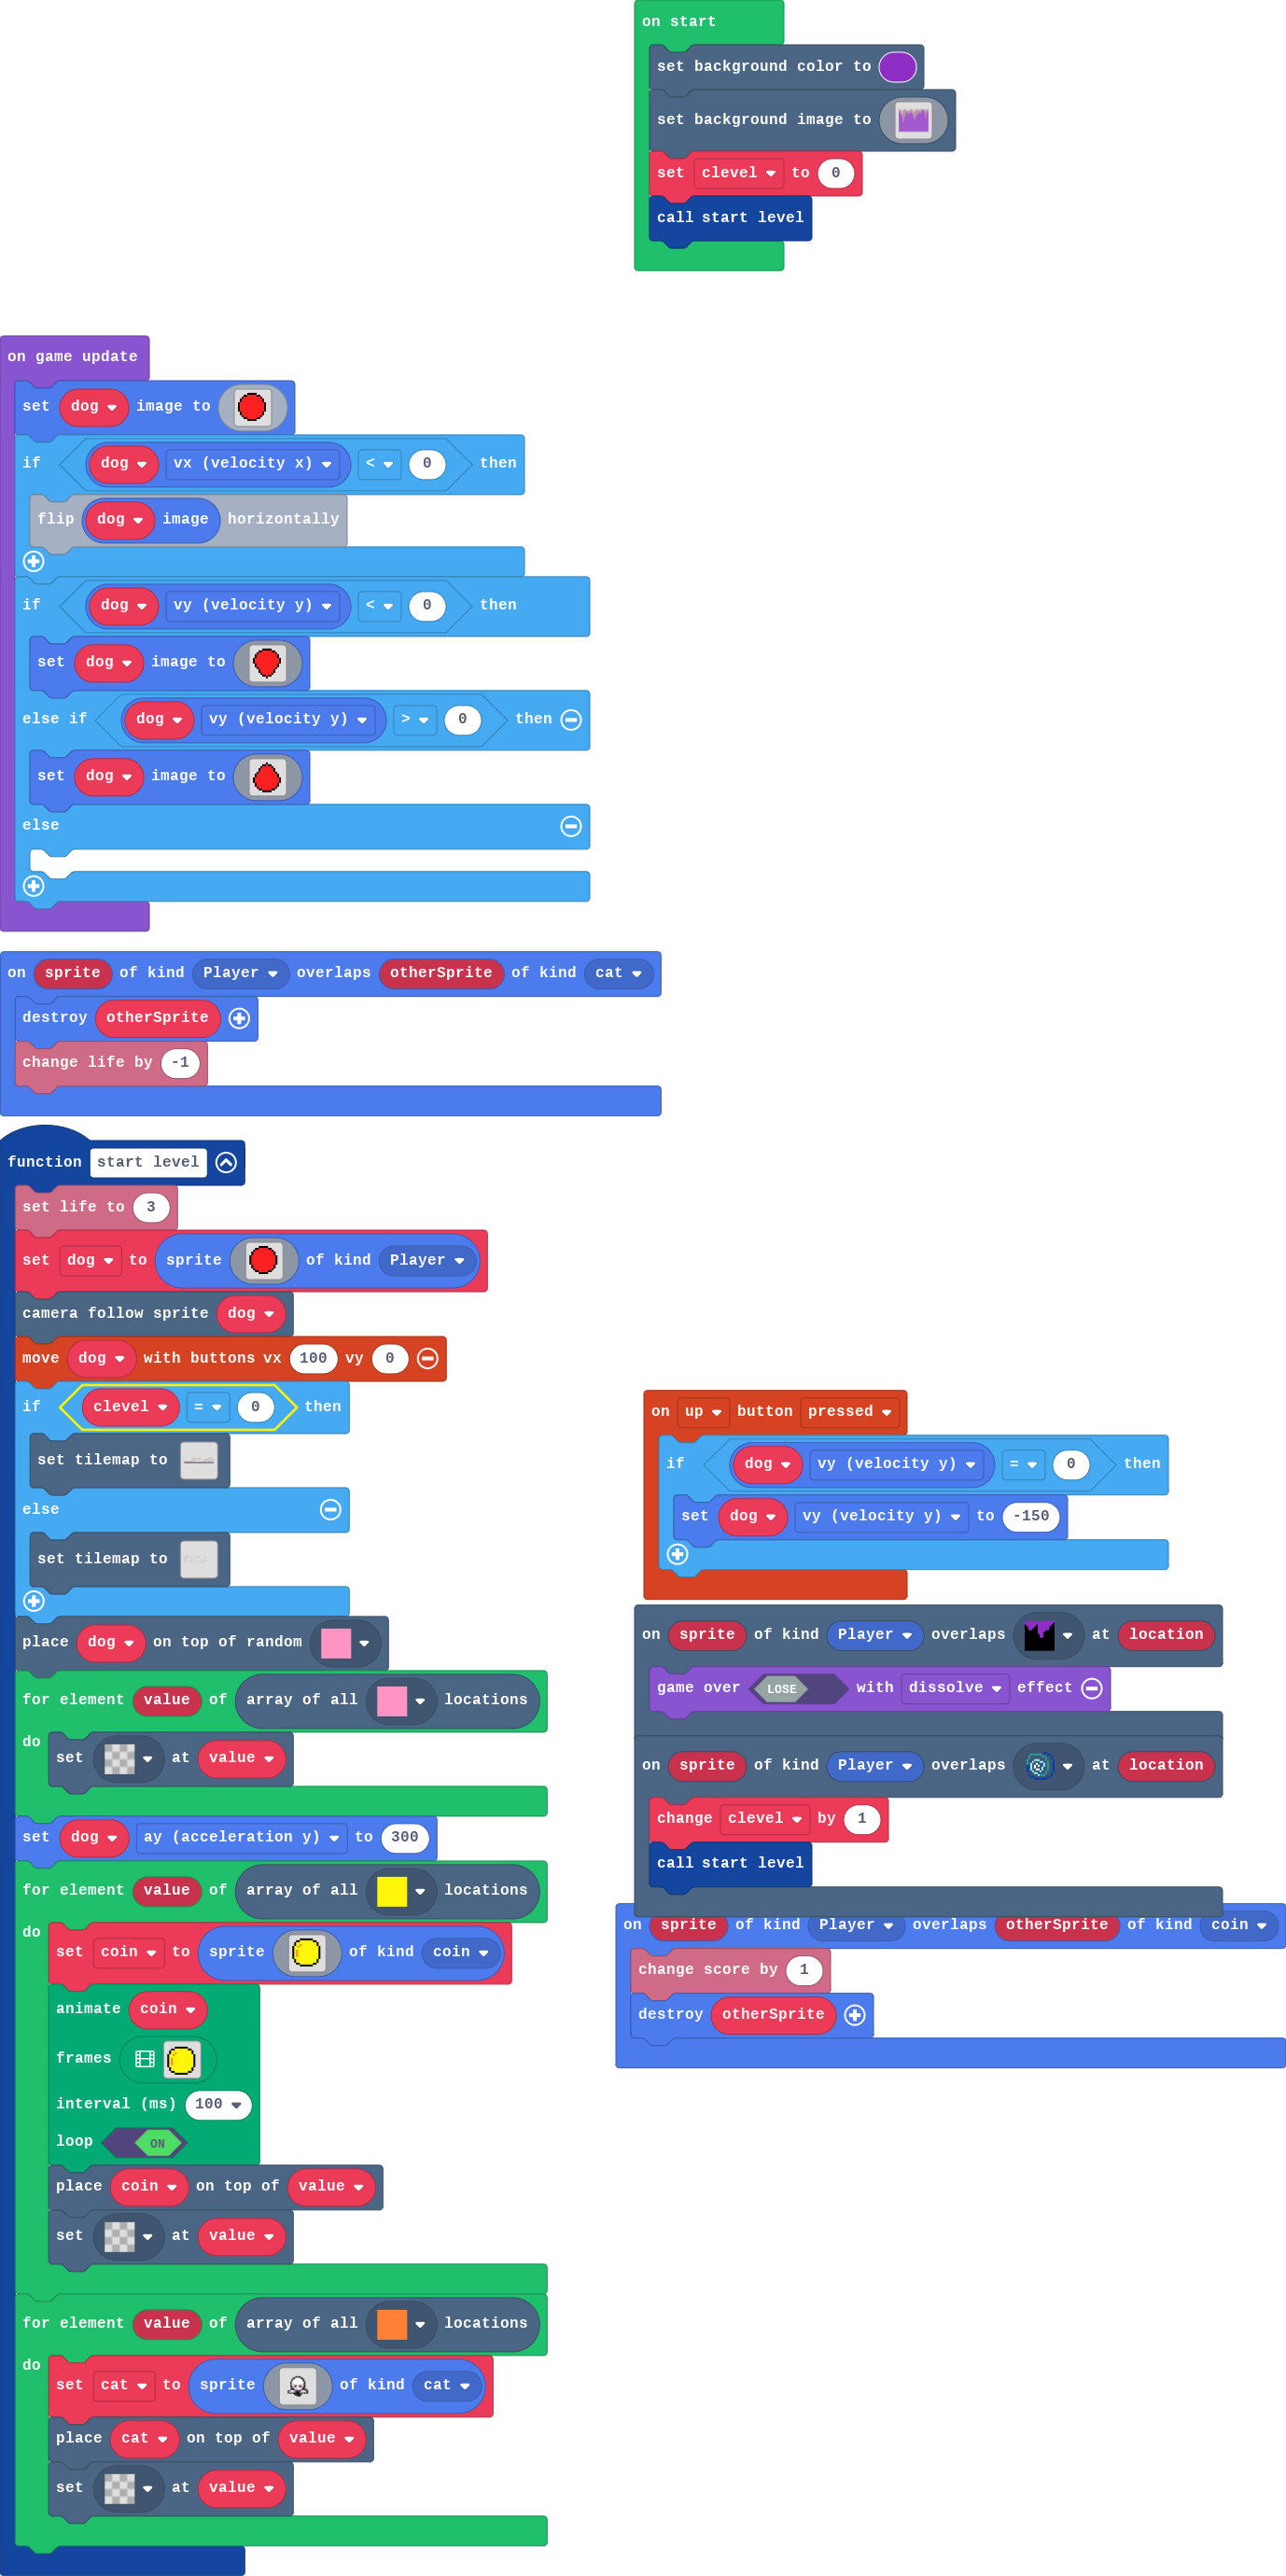 on start
set background color to
set background image to
set clevel to 0
call start level
on game update
set dog image to
if dog vx (velocity x) < 0 then
flip dog image horizontally
if dog vy (velocity y) < 0 then
set dog image to
else if dog vy (velocity y) > 0 then
set dog image to
else
on sprite of kind Player overlaps otherSprite of kind cat
destroy otherSprite
change life by -1
function start level
set life to 3
set dog to sprite of kind Player
camera follow sprite dog
move dog with buttons vx 100 vy 0
if clevel = 0 then
set tilemap to
else
set tilemap to
place dog on top of random
for element value of array of all locations
do
set at value
set dog ay (acceleration y) to 300
for element value of array of all locations
do
set coin to sprite of kind coin
animate coin
frames
interval (ms) 100
loop ON
place coin on top of value
set at value
for element value of array of all locations
do
set cat to sprite of kind cat
place cat on top of value
set at value
on up button pressed
if dog vy (velocity y) = 0 then
set dog vy (velocity y) to -150
on sprite of kind Player overlaps at location
game over LOSE with dissolve effect
on sprite of kind Player overlaps at location
change clevel by 1
call start level
on sprite of kind Player overlaps otherSprite of kind coin
change score by 1
destroy otherSprite